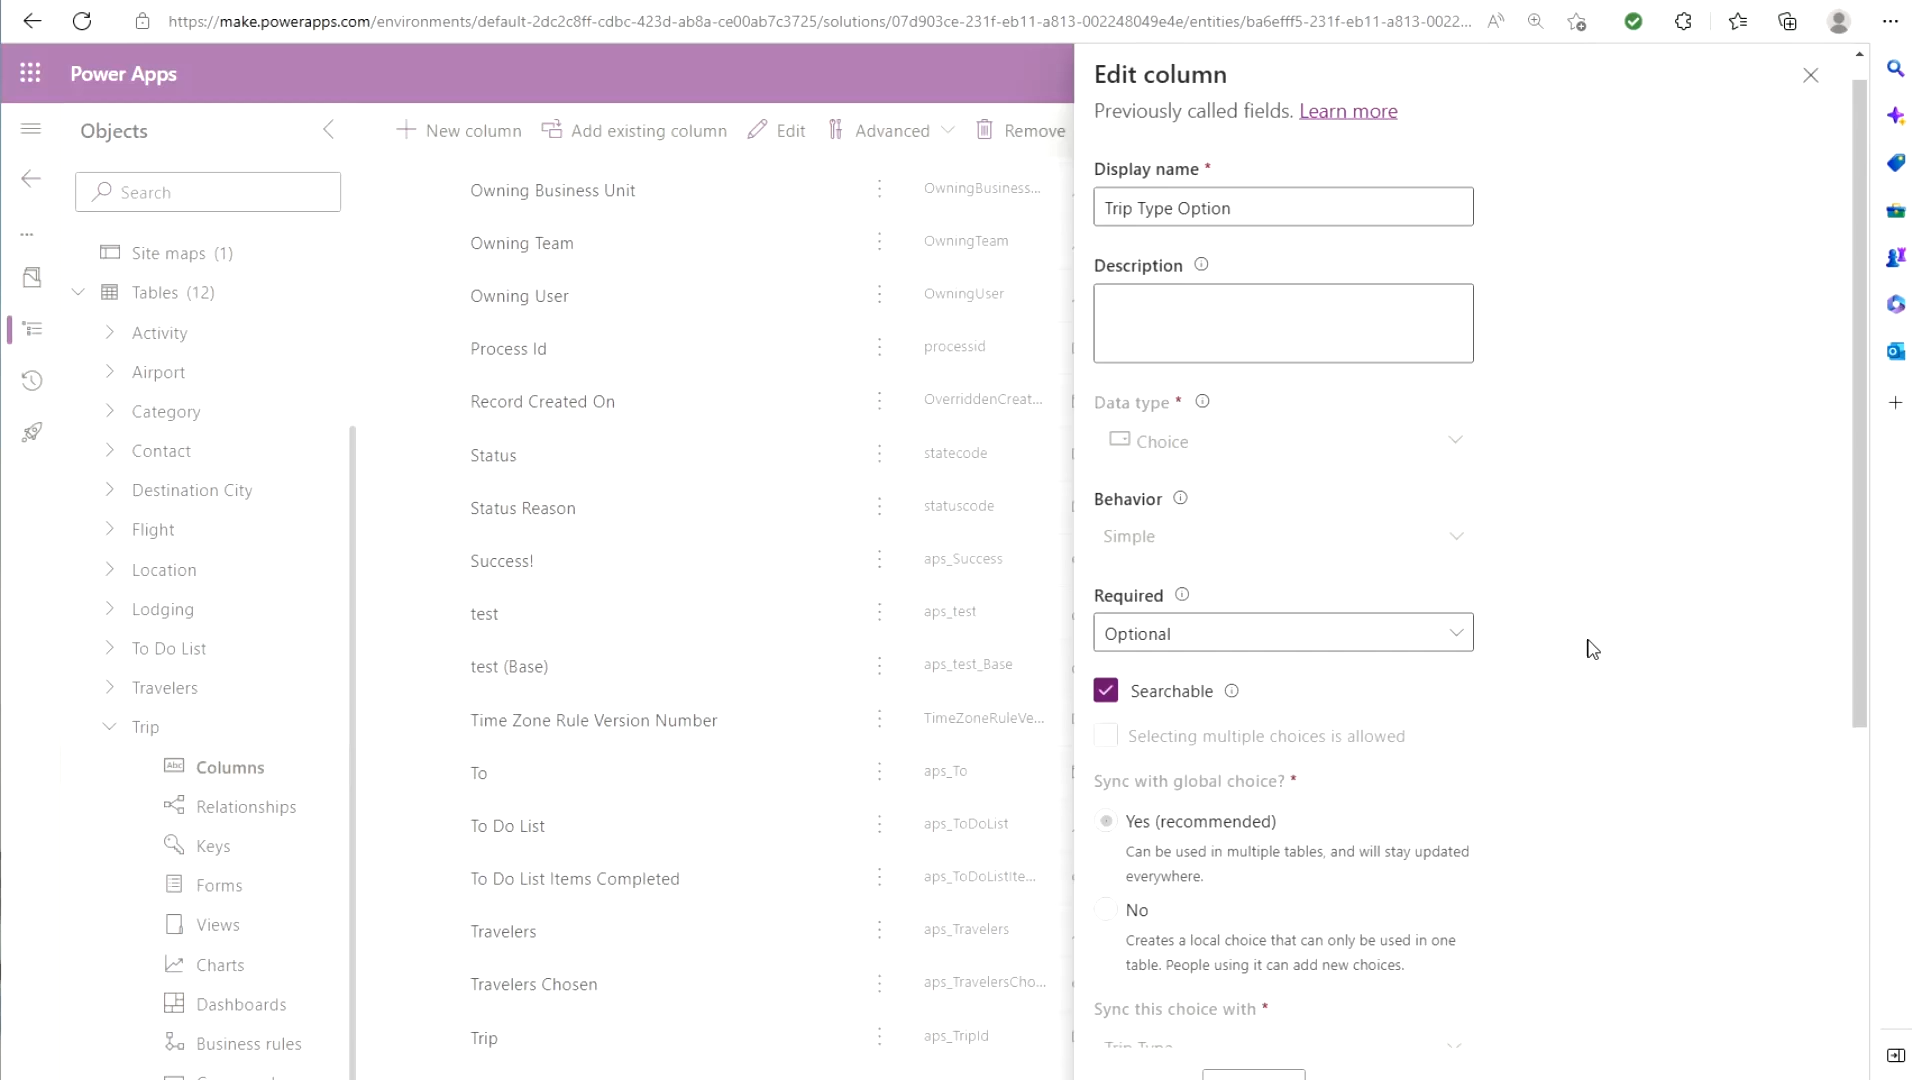 https://make.powerapps.com/environments/default-2dc2c8ff-cdbc-423d-ab8a-ce00ab7c3725/solutions/07d903ce-231f-eb11-a813-002248049e4e/entities/ba6efff5-231f-eb11-a813-0022...
Power Apps
Objects
New column
Add existing column
Edit
Advanced
Remove
Search
...
Site maps (1)
Tables (12)
Activity
Airport
Category
Contact
Destination City
Flight
Location
Lodging
To Do List
Travelers
Trip
Abc Columns
Relationships
Keys
Forms
Views
Charts
Dashboards
Business rules
Owning Business Unit OwningBusiness...
Owning Team OwningTeam
Owning User OwningUser
Process Id processid
Record Created On OverriddenCreat...
Status statecode
Status Reason statuscode
Success! aps_Success
test aps_test
test (Base) aps_test_Base
Time Zone Rule Version Number TimeZoneRuleVe...
To aps_To
To Do List aps_ToDoList
To Do List Items Completed aps_ToDoListIte...
Travelers aps_Travelers
Travelers Chosen aps_TravelersCho...
Trip aps_TripId
Edit column
Previously called fields. Learn more
Display name *
Trip Type Option
Description
Data type *
Choice
Behavior
Simple
Required
Optional
Searchable
Selecting multiple choices is allowed
Sync with global choice? *
Yes (recommended)
Can be used in multiple tables, and will stay updated
everywhere.
No
Creates a local choice that can only be used in one
table. People using it can add new choices.
Sync this choice with *
Trip Type